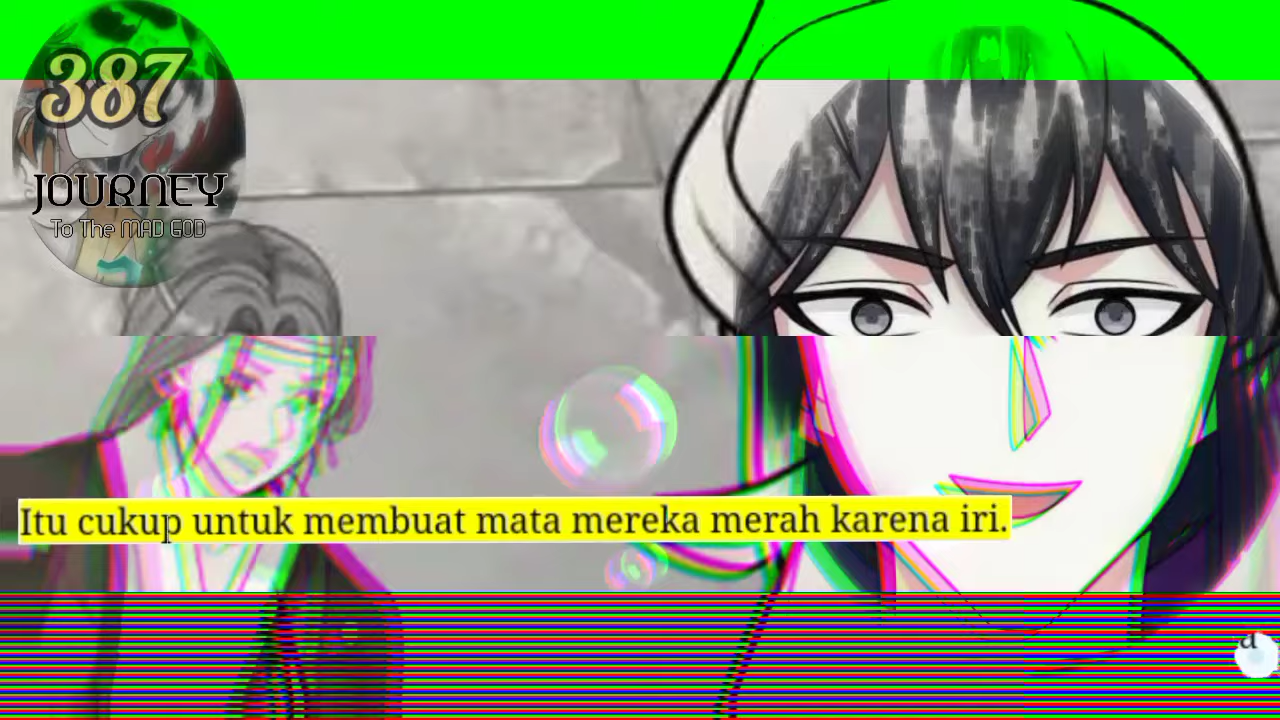 387
JOURNEY
To The MAD GOD
Itu cukup untuk membuat mata mereka merah karena iri.